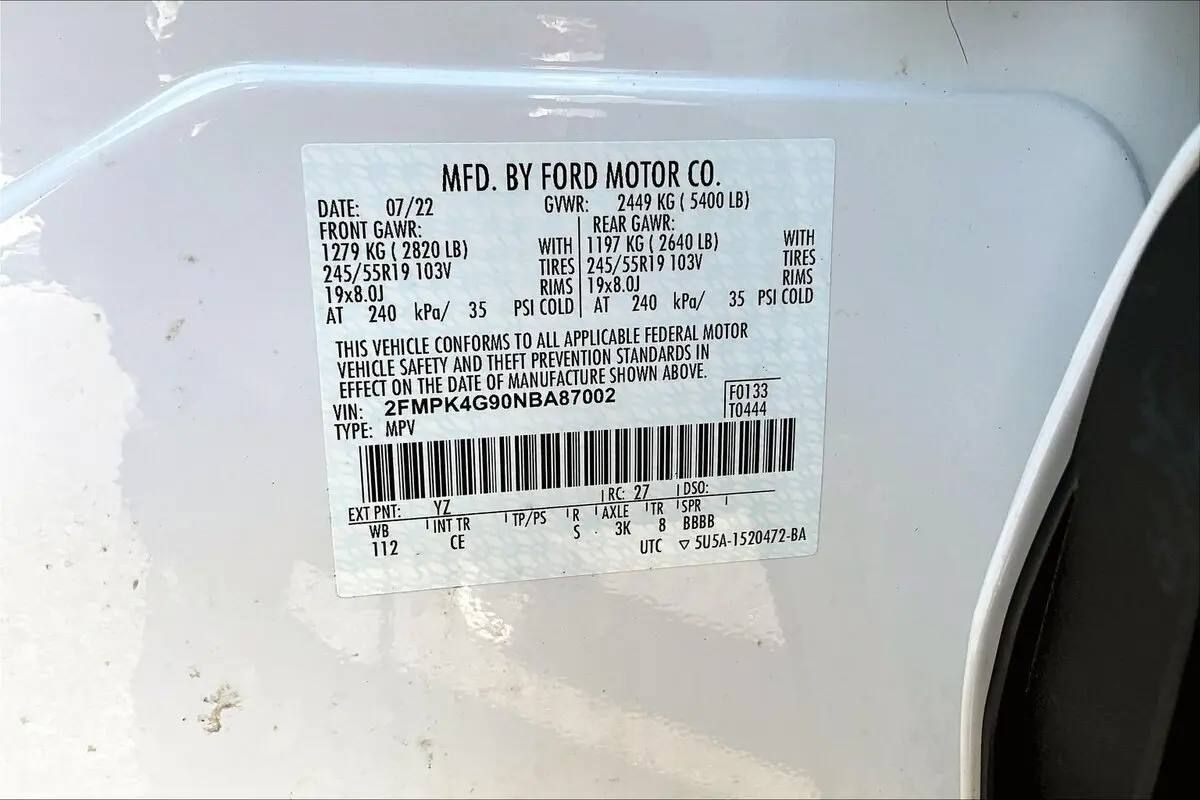 MFD. BY FORD MOTOR CO.
DATE: 07/22 GVWR: 2449 KG ( 5400 LB)
FRONT GAWR: REAR GAWR:
1279 KG ( 2820 LB) WITH 1197 KG ( 2640 LB) WITH
245/55R19 103V TIRES 245/55R19 103V TIRES
19x8.0J RIMS 19x8.0J RIMS
AT 240 kPa/ 35 PSI COLD AT 240 kPa/ 35 PSI COLD
THIS VEHICLE CONFORMS TO ALL APPLICABLE FEDERAL MOTOR
VEHICLE SAFETY AND THEFT PREVENTION STANDARDS IN
EFFECT ON THE DATE OF MANUFACTURE SHOWN ABOVE.
VIN: 2FMPK4G90NBA87002 F0133
TYPE: MPV T0444
EXT PNT: YZ RC: 27 DSO:
WB INT TR TP/PS R AXLE TR SPR
112 CE S 3K 8 BBBB
UTC ▽ 5U5A-1520472-BA